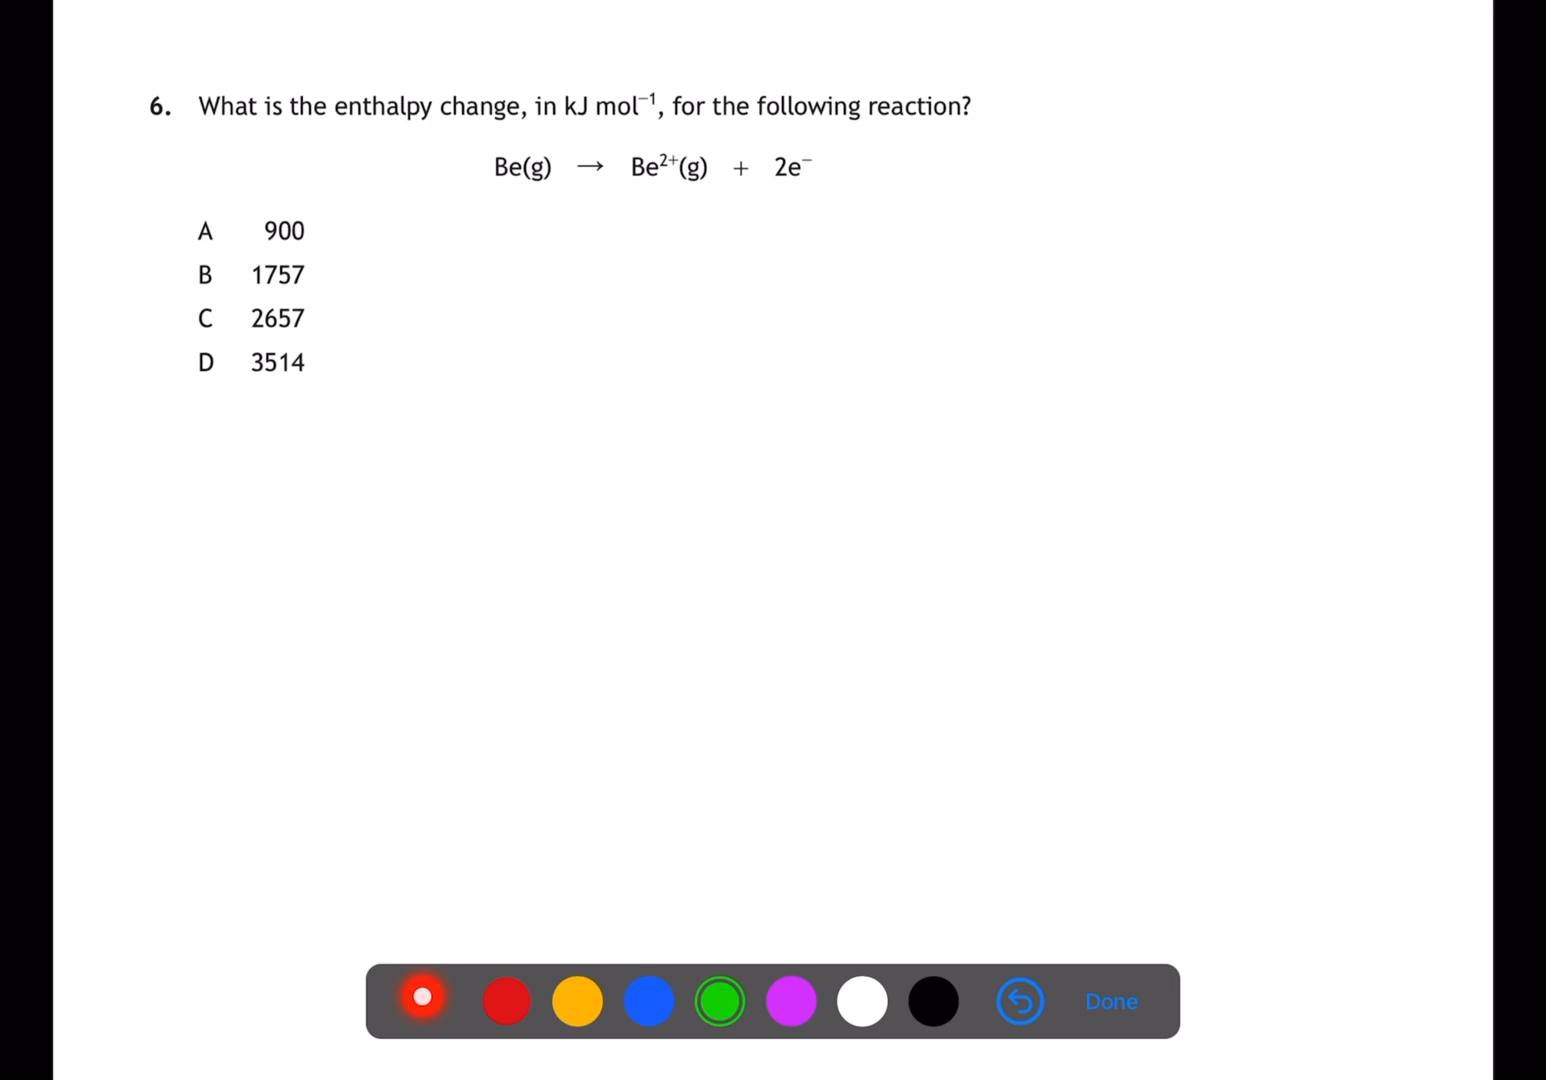 6. What is the enthalpy change, in kJ mol⁻¹, for the following reaction?
Be(g) → Be²⁺(g) + 2e⁻
A 900
B 1757
C 2657
D 3514
Done